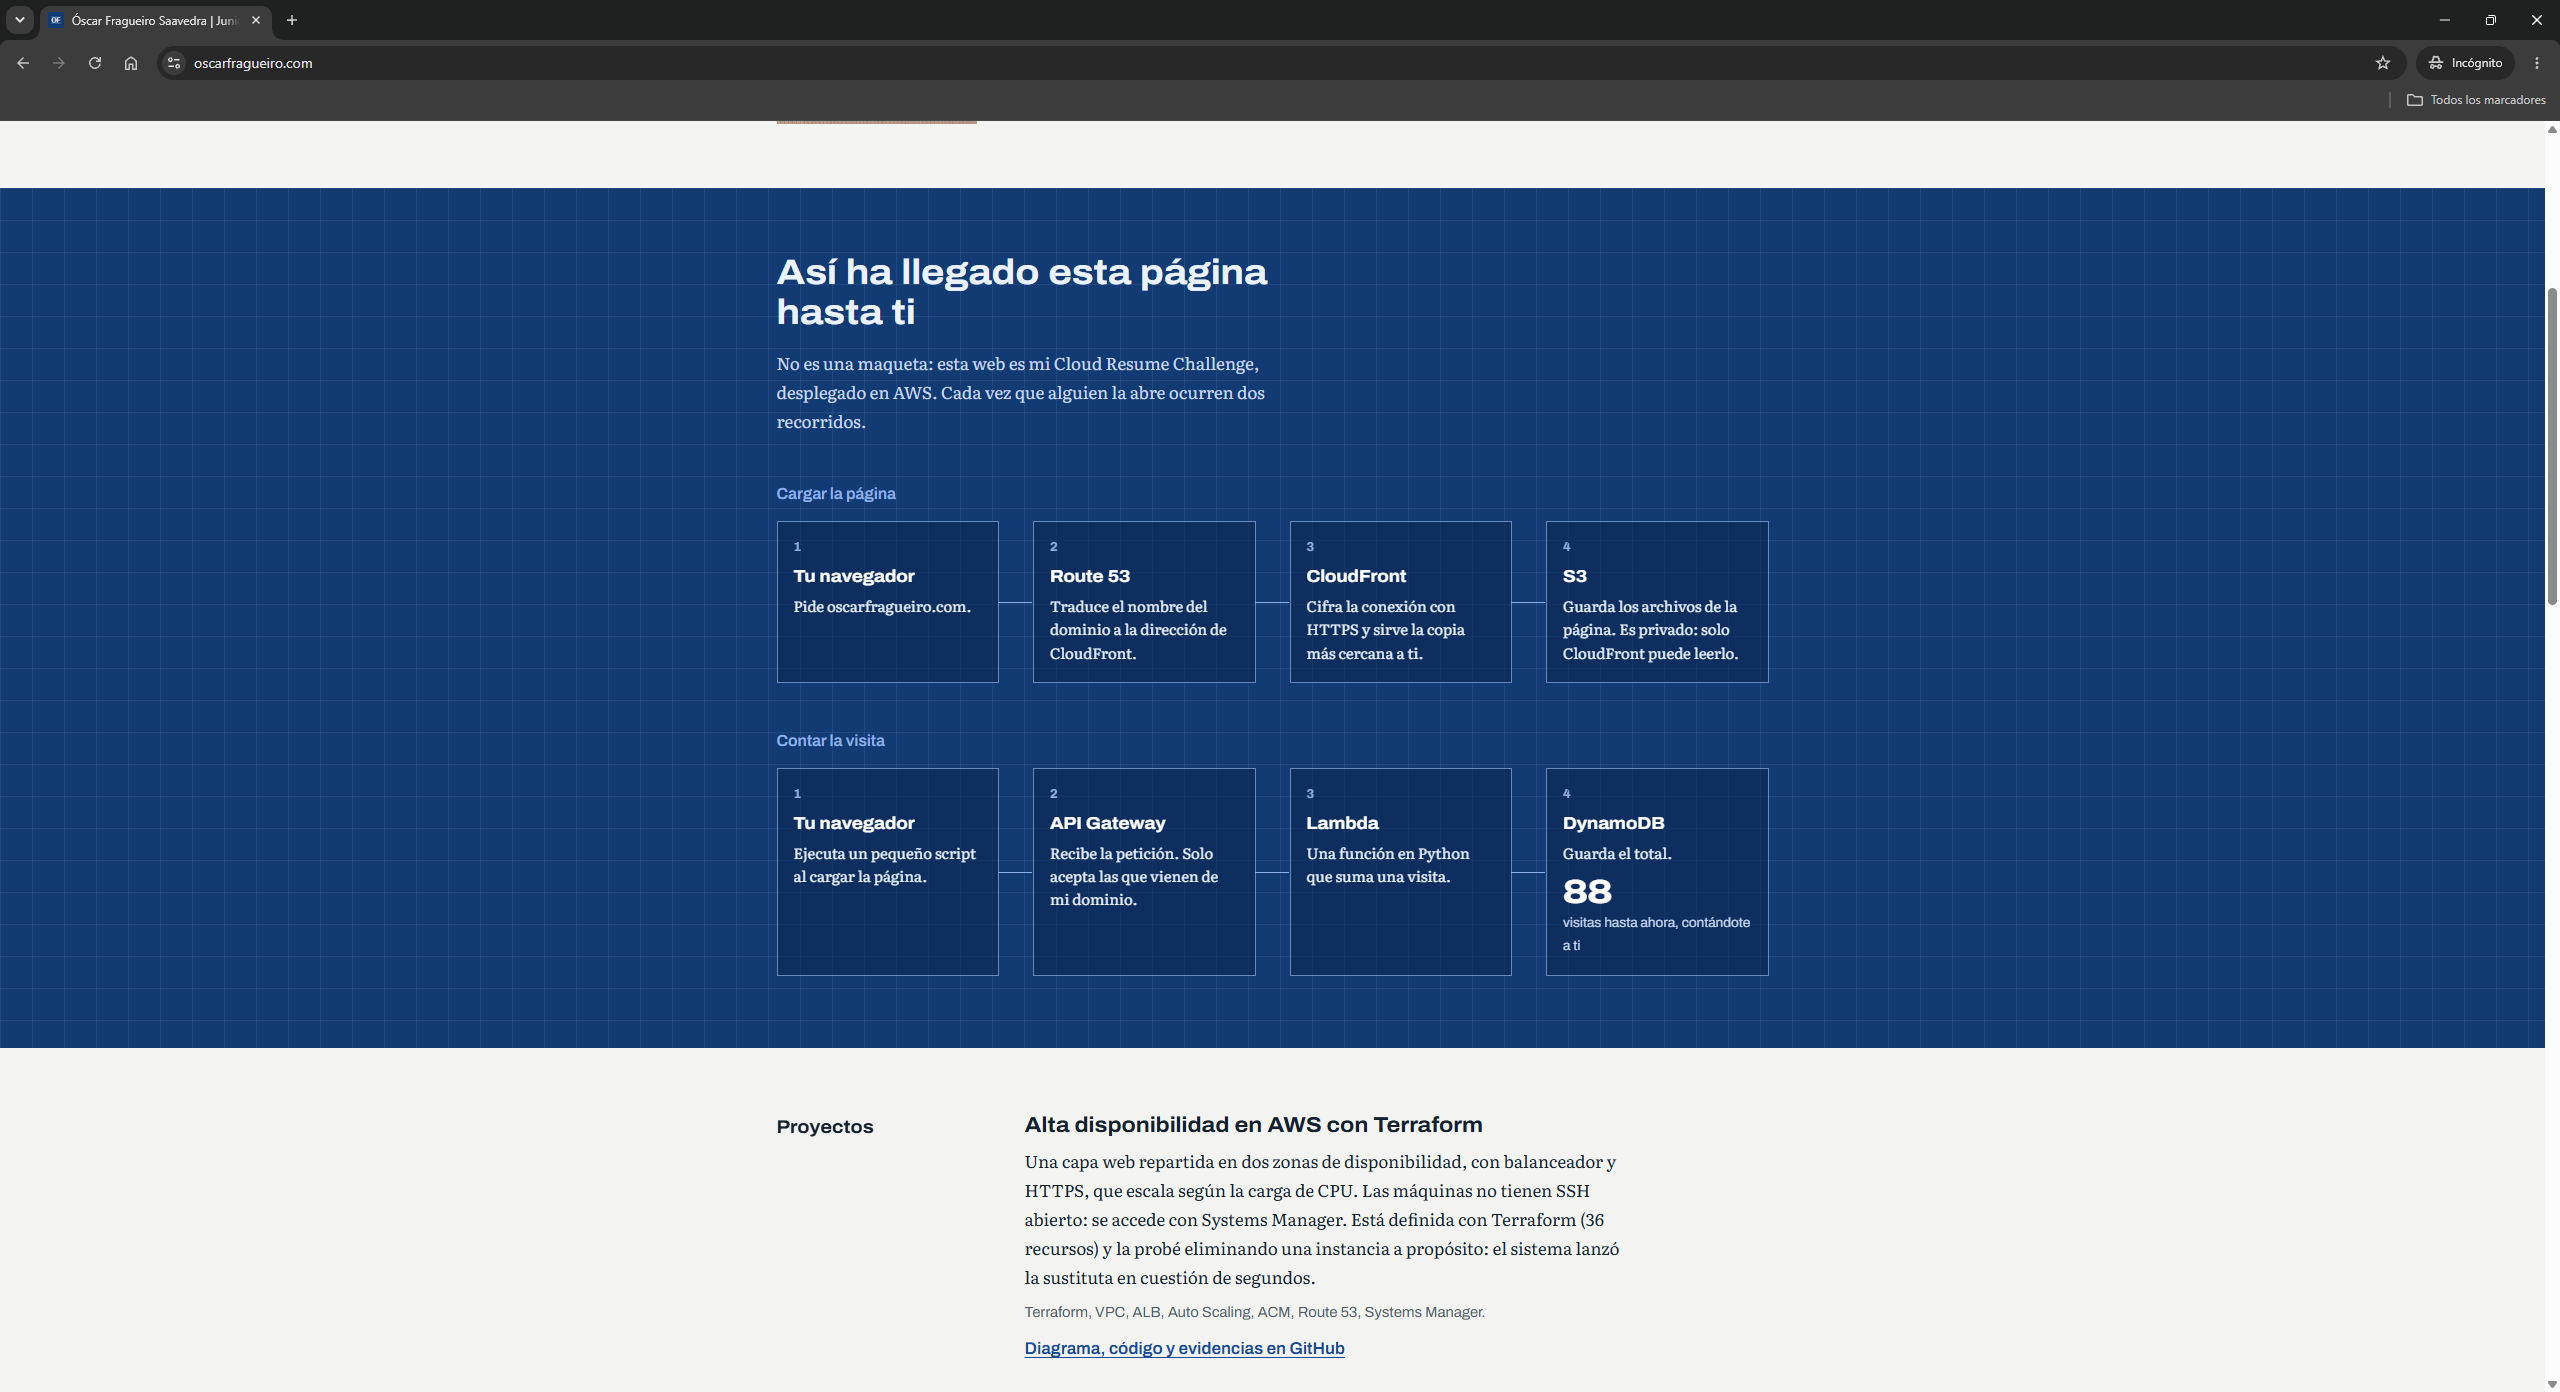 Óscar Fragueiro Saavedra | Juni
oscarfragueiro.com
Incógnito
Todos los marcadores
Así ha llegado esta página
hasta ti
No es una maqueta: esta web es mi Cloud Resume Challenge,
desplegado en AWS. Cada vez que alguien la abre ocurren dos
recorridos.
Cargar la página
1
Tu navegador
Pide oscarfragueiro.com.
2
Route 53
Traduce el nombre del
dominio a la dirección de
CloudFront.
3
CloudFront
Cifra la conexión con
HTTPS y sirve la copia
más cercana a ti.
4
S3
Guarda los archivos de la
página. Es privado: solo
CloudFront puede leerlo.
Contar la visita
1
Tu navegador
Ejecuta un pequeño script
al cargar la página.
2
API Gateway
Recibe la petición. Solo
acepta las que vienen de
mi dominio.
3
Lambda
Una función en Python
que suma una visita.
4
DynamoDB
Guarda el total.
88
visitas hasta ahora, contándote
a ti
Proyectos
Alta disponibilidad en AWS con Terraform
Una capa web repartida en dos zonas de disponibilidad, con balanceador y
HTTPS, que escala según la carga de CPU. Las máquinas no tienen SSH
abierto: se accede con Systems Manager. Está definida con Terraform (36
recursos) y la probé eliminando una instancia a propósito: el sistema lanzó
la sustituta en cuestión de segundos.
Terraform, VPC, ALB, Auto Scaling, ACM, Route 53, Systems Manager.
Diagrama, código y evidencias en GitHub